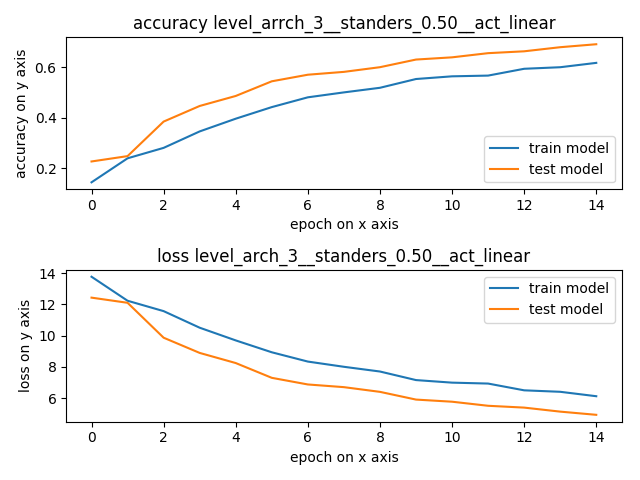 accuracy level_arrch_3__standers_0.50__act_linear
accuracy on y axis
0.6
0.4
0.2
train model
test model
0 2 4 6 8 10 12 14
epoch on x axis
loss level_arch_3__standers_0.50__act_linear
loss on y axis
14
12
10
8
6
train model
test model
0 2 4 6 8 10 12 14
epoch on x axis